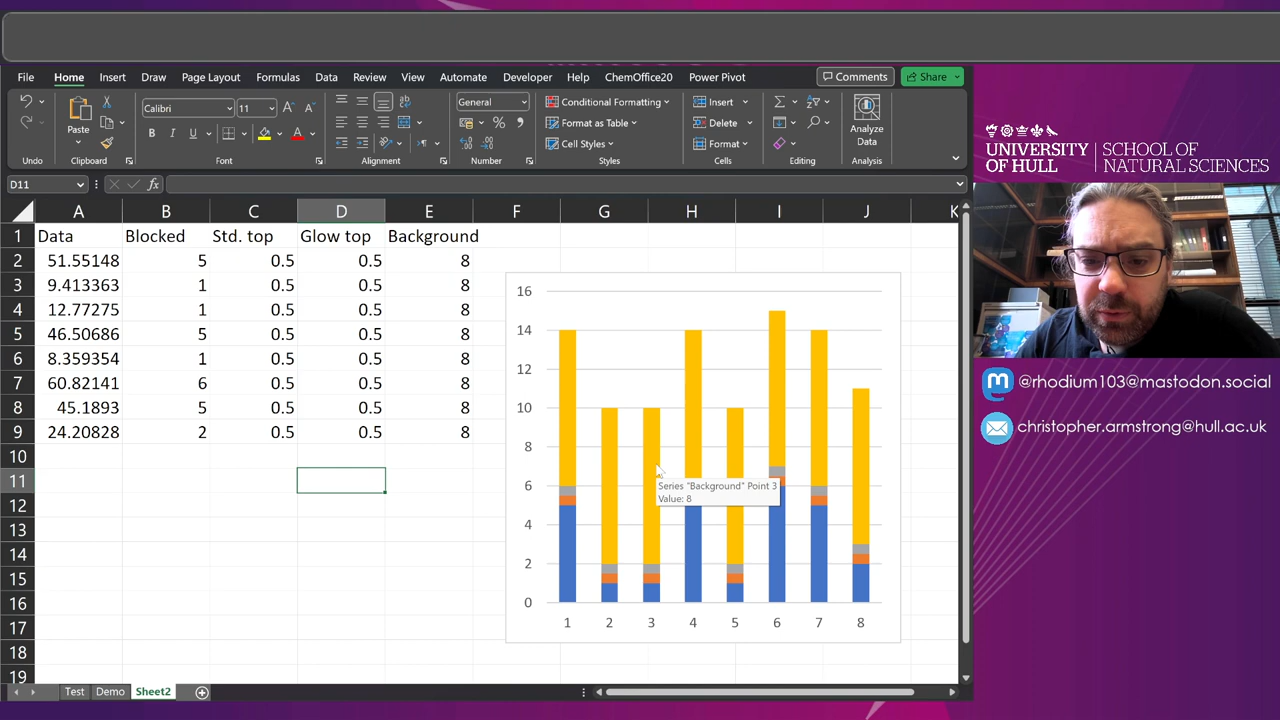 File Home Insert Draw Page Layout Formulas Data Review View Automate Developer Help ChemOffice20 Power Pivot Comments Share
Calibri 11 General Conditional Formatting Insert
Paste Format as Table Delete Analyze Data
Cell Styles Format
Undo Clipboard Font Alignment Number Styles Cells Editing Analysis
D11 fx
A B C D E F G H I J K
1 Data Blocked Std. top Glow top Background
2 51.55148 5 0.5 0.5 8
3 9.413363 1 0.5 0.5 8
4 12.77275 1 0.5 0.5 8
5 46.50686 5 0.5 0.5 8
6 8.359354 1 0.5 0.5 8
7 60.82141 6 0.5 0.5 8
8 45.1893 5 0.5 0.5 8
9 24.20828 2 0.5 0.5 8
10
11
12
13
14
15
16
17
18
19
16
14
12
10
8
6
4
2
0
1 2 3 4 5 6 7 8
Series "Background" Point 3
Value: 8
Test Demo Sheet2
UNIVERSITY OF HULL
SCHOOL OF NATURAL SCIENCES
@rhodium103@mastodon.social
christopher.armstrong@hull.ac.uk